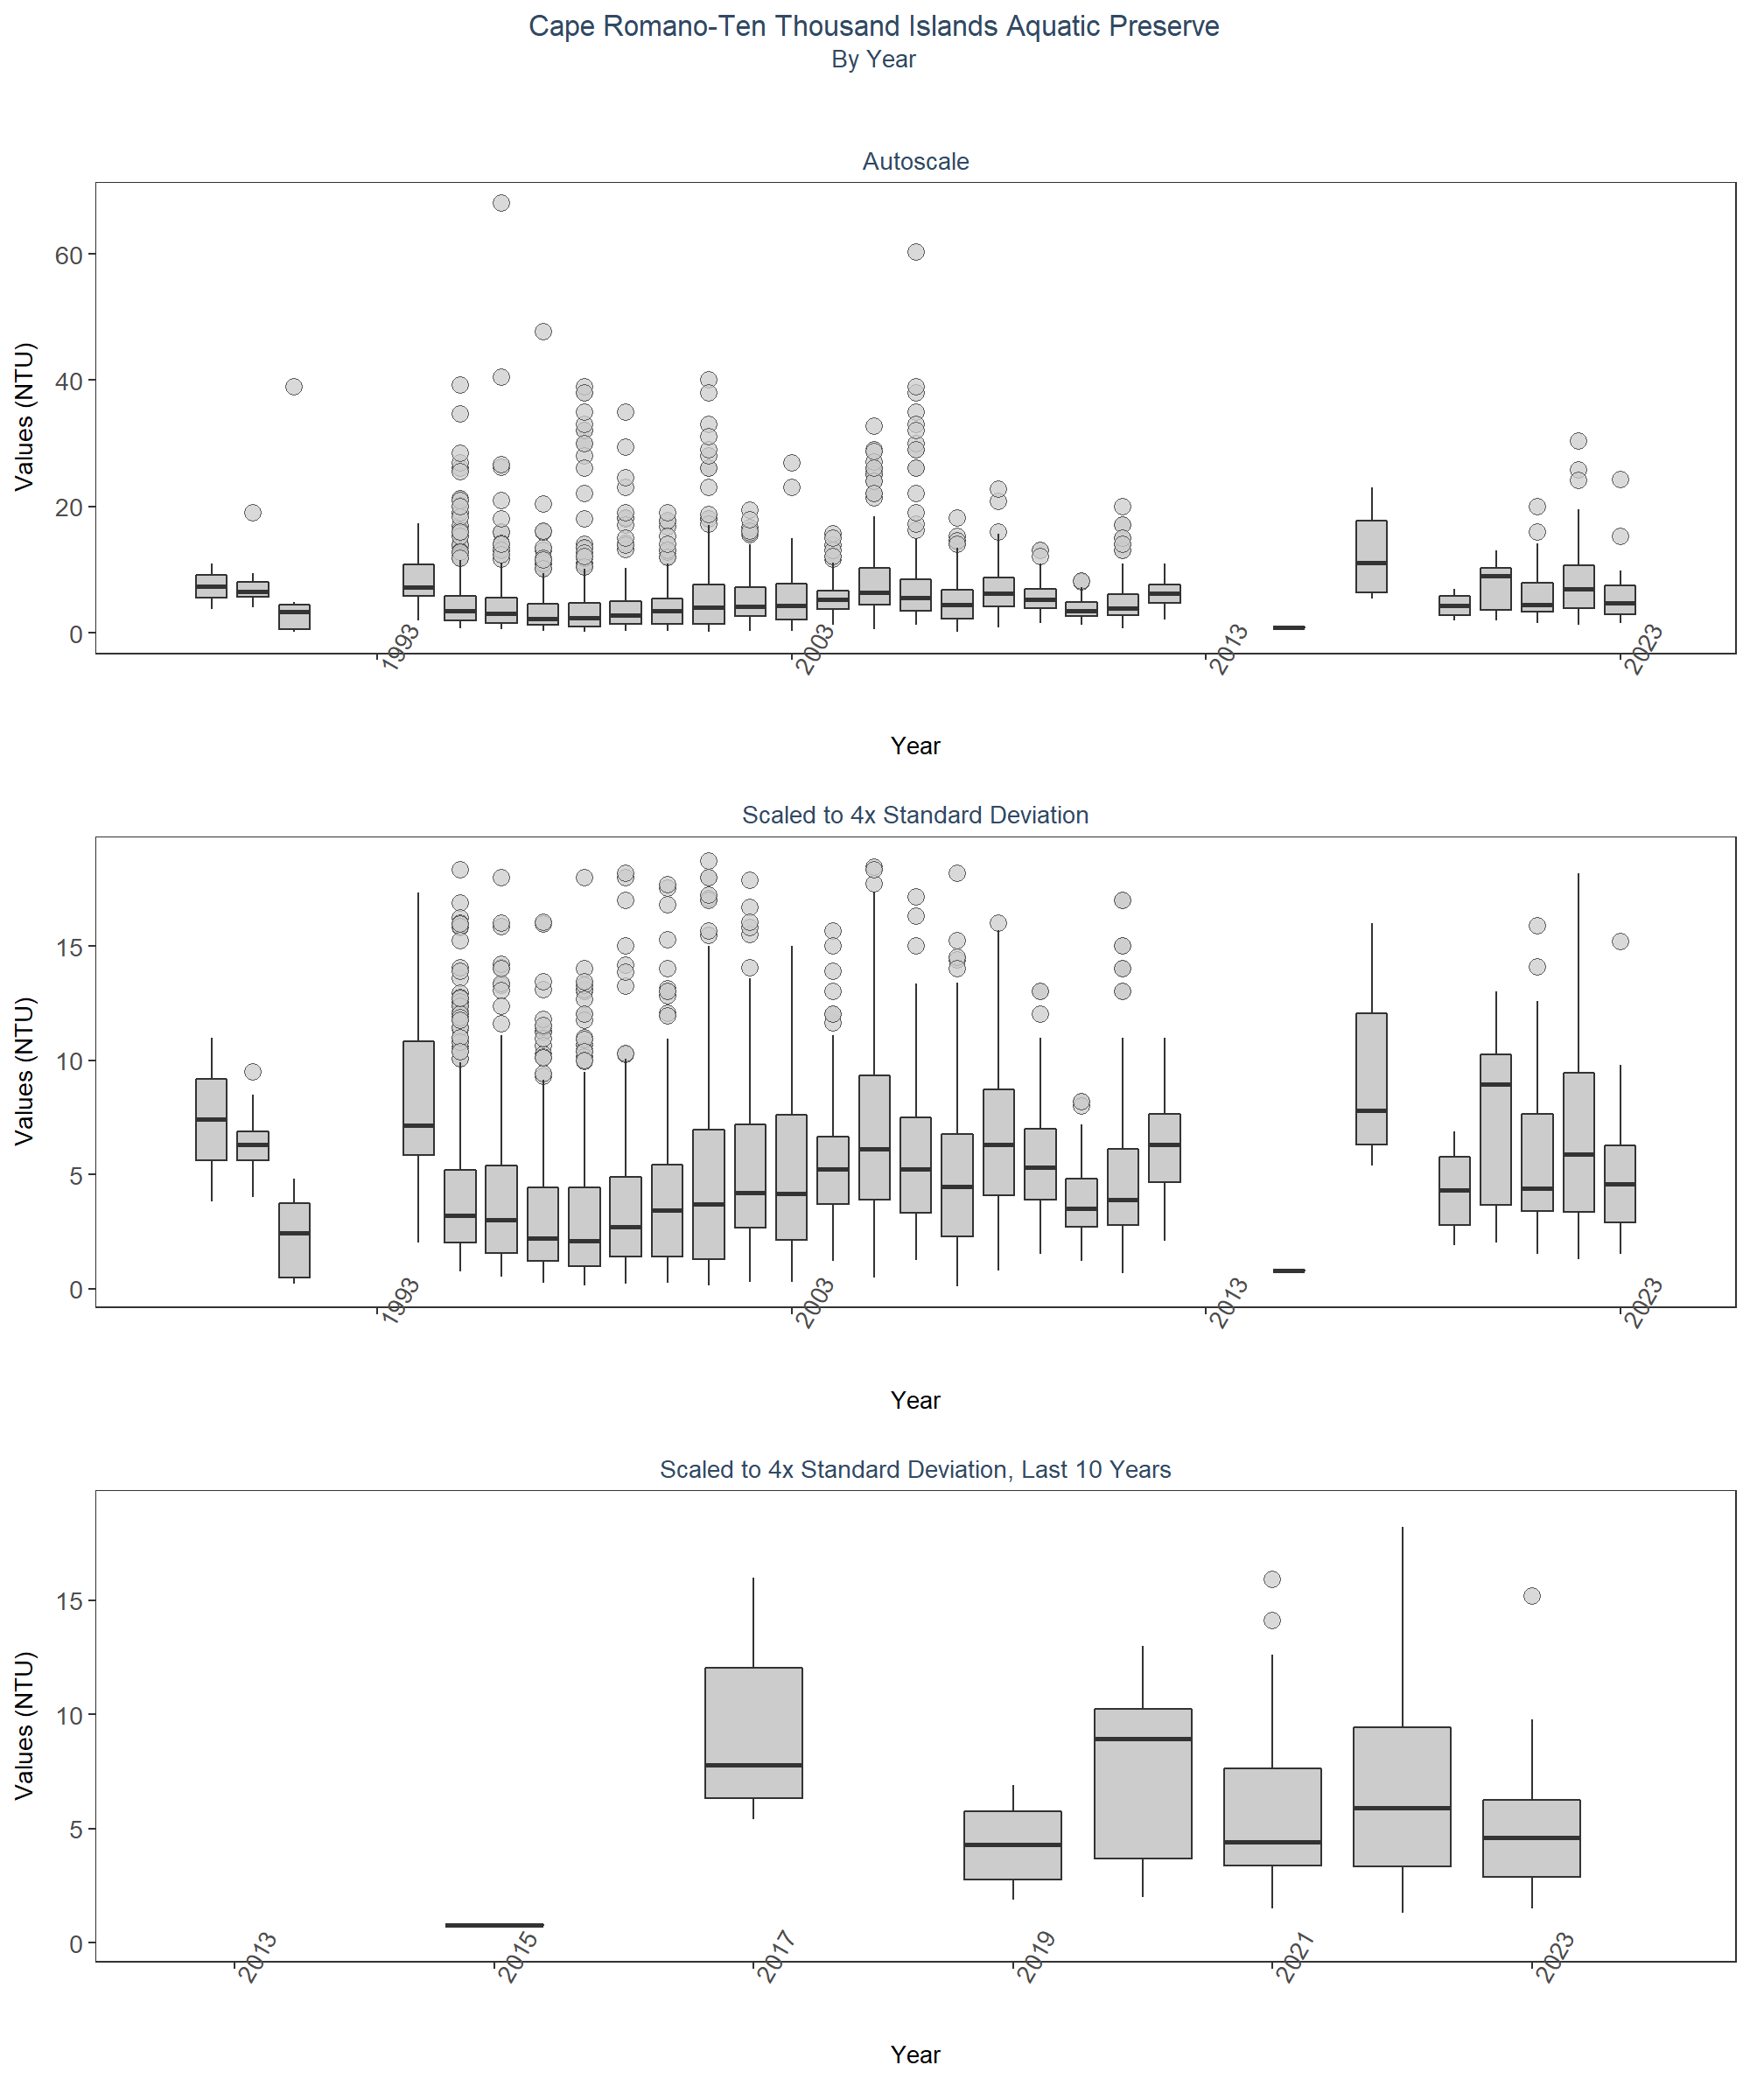 Cape Romano-Ten Thousand Islands Aquatic Preserve
By Year
Autoscale
Values (NTU)
60
40
20
0
1993
2003
2013
2023
Year
Scaled to 4x Standard Deviation
Values (NTU)
15
10
5
0
1993
2003
2013
2023
Year
Scaled to 4x Standard Deviation, Last 10 Years
Values (NTU)
15
10
5
0
2013
2015
2017
2019
2021
2023
Year